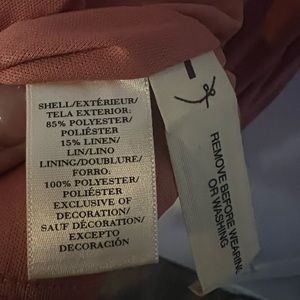 SHELL/EXTÉRIEUR/
TELA EXTERIOR:
85% POLYESTER/
POLIÉSTER
15% LINEN/
LIN/LINO
LINING/DOUBLURE/
FORRO:
100% POLYESTER/
POLIÉSTER
EXCLUSIVE OF
DECORATION/
SAUF DÉCORATION/
EXCEPTO
DECORACIÓN
REMOVE BEFORE WEARING
OR WASHING